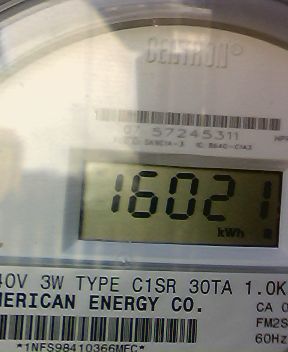 CENTRON®
07 57245311
16021
kWh
40V 3W TYPE C1SR 30TA 1.0K
MERICAN ENERGY CO.
CA 0
FM2S
60Hz
*1NFS98410366MFC*